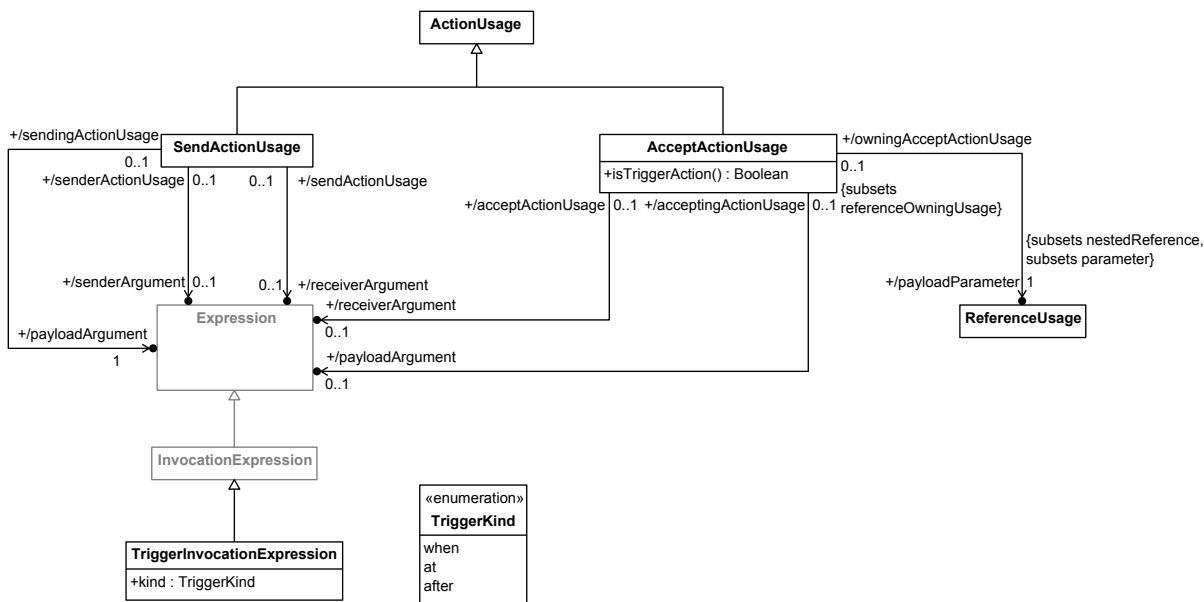 ActionUsage
+/sendingActionUsage
0..1
SendActionUsage
+/senderActionUsage
0..1
0..1
+/sendActionUsage
AcceptActionUsage
+isTriggerAction() : Boolean
+/owningAcceptActionUsage
0..1
{subsets
referenceOwningUsage}
+/acceptActionUsage
0..1
+/acceptingActionUsage
0..1
{subsets nestedReference,
subsets parameter}
+/payloadParameter
1
ReferenceUsage
+/senderArgument
0..1
0..1
+/receiverArgument
+/receiverArgument
0..1
Expression
+/payloadArgument
1
+/payloadArgument
0..1
InvocationExpression
TriggerInvocationExpression
+kind : TriggerKind
«enumeration»
TriggerKind
when
at
after